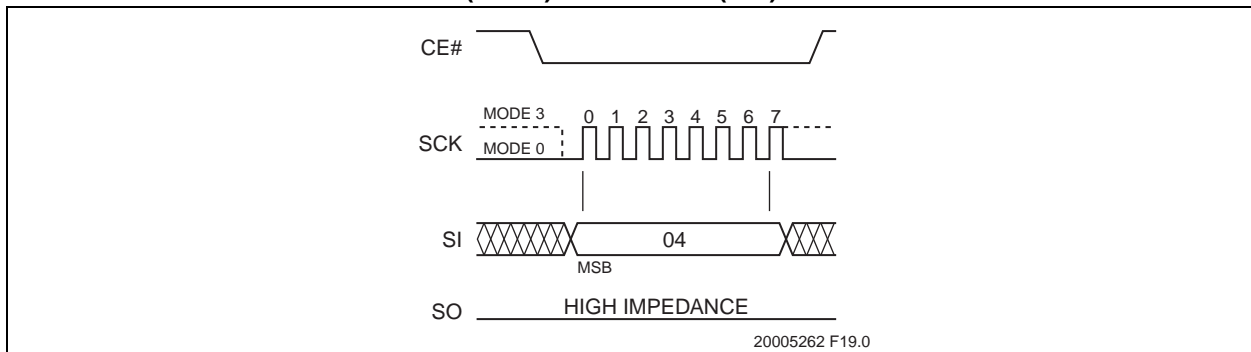 CE#
MODE 3
0 1 2 3 4 5 6 7
SCK
MODE 0
SI
04
MSB
SO
HIGH IMPEDANCE
20005262 F19.0